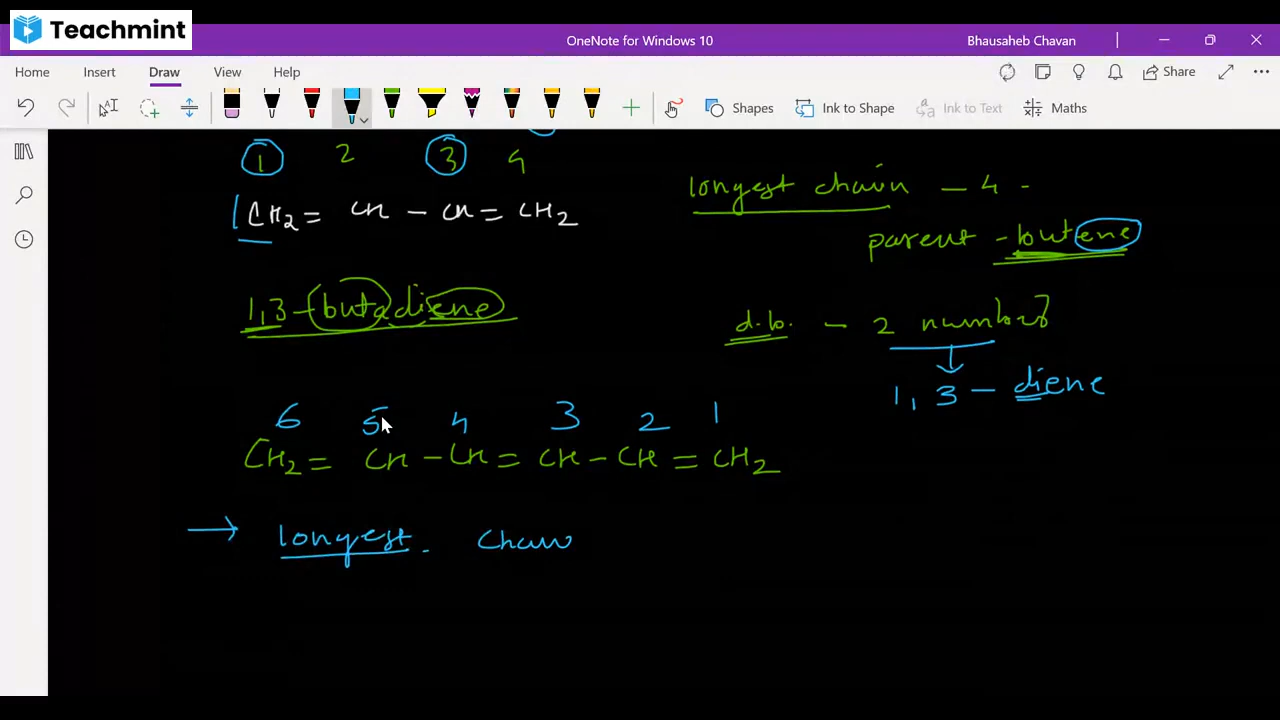 Teachmint
OneNote for Windows 10
Bhausaheb Chavan
Home Insert Draw View Help
Share
Shapes Ink to Shape Ink to Text Maths
1 2 3 4
CH2 = CH - CH = CH2
longest chain - 4 -
parent - butene
1,3-butadiene
d.b. - 2 numbers
1, 3 - diene
6 5 4 3 2 1
CH2 = CH - CH = CH - CH = CH2
→ longest. chain